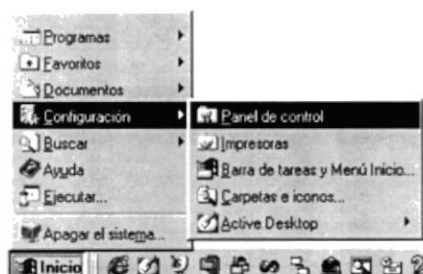 Programas
Favoritos
Documentos
Configuración
Buscar
Ayuda
Ejecutar...
Apagar el sistema...
Inicio
Panel de control
Impresoras
Barra de tareas y Menú Inicio...
Carpetas e iconos...
Active Desktop